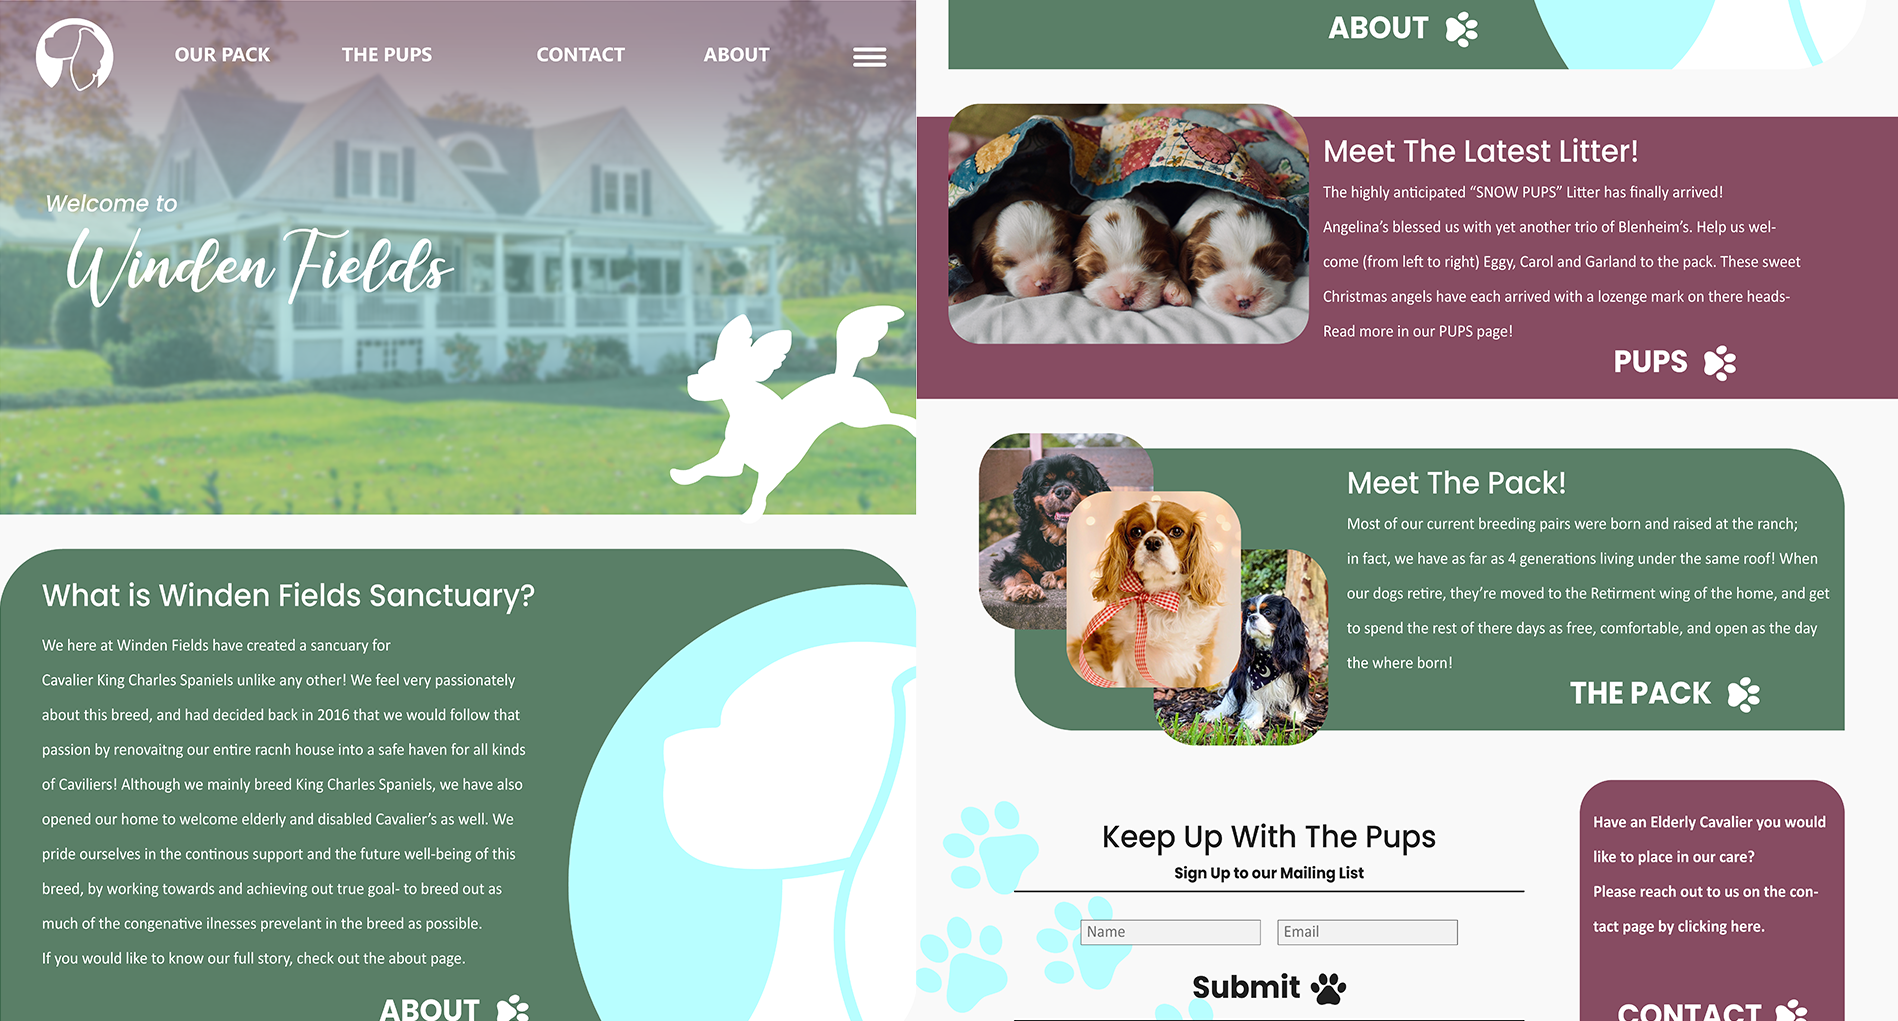 OUR PACK THE PUPS CONTACT ABOUT
Welcome to
Winden Fields
What is Winden Fields Sanctuary?
We here at Winden Fields have created a sancuary for
Cavalier King Charles Spaniels unlike any other! We feel very passionately
about this breed, and had decided back in 2016 that we would follow that
passion by renovaitng our entire racnh house into a safe haven for all kinds
of Caviliers! Although we mainly breed King Charles Spaniels, we have also
opened our home to welcome elderly and disabled Cavalier's as well. We
pride ourselves in the continous support and the future well-being of this
breed, by working towards and achieving out true goal- to breed out as
much of the congenative ilnesses prevelant in the breed as possible.
If you would like to know our full story, check out the about page.
ABOUT
ABOUT
Meet The Latest Litter!
The highly anticipated “SNOW PUPS” Litter has finally arrived!
Angelina’s blessed us with yet another trio of Blenheim’s. Help us wel-
come (from left to right) Eggy, Carol and Garland to the pack. These sweet
Christmas angels have each arrived with a lozenge mark on there heads-
Read more in our PUPS page!
PUPS
Meet The Pack!
Most of our current breeding pairs were born and raised at the ranch;
in fact, we have as far as 4 generations living under the same roof! When
our dogs retire, they’re moved to the Retirment wing of the home, and get
to spend the rest of there days as free, comfortable, and open as the day
the where born!
THE PACK
Keep Up With The Pups
Sign Up to our Mailing List
Name Email
Submit
Have an Elderly Cavalier you would
like to place in our care?
Please reach out to us on the con-
tact page by clicking here.
CONTACT